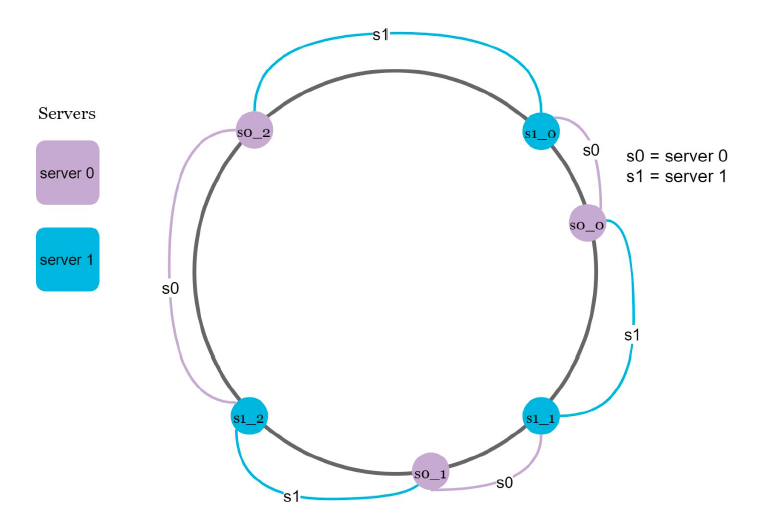 s1
Servers
s0_2
s1_0
s0
s0 = server 0
server 0
s1 = server 1
s0_0
server 1
s0
s1
s1_2
s1_1
s0_1
s0
s1